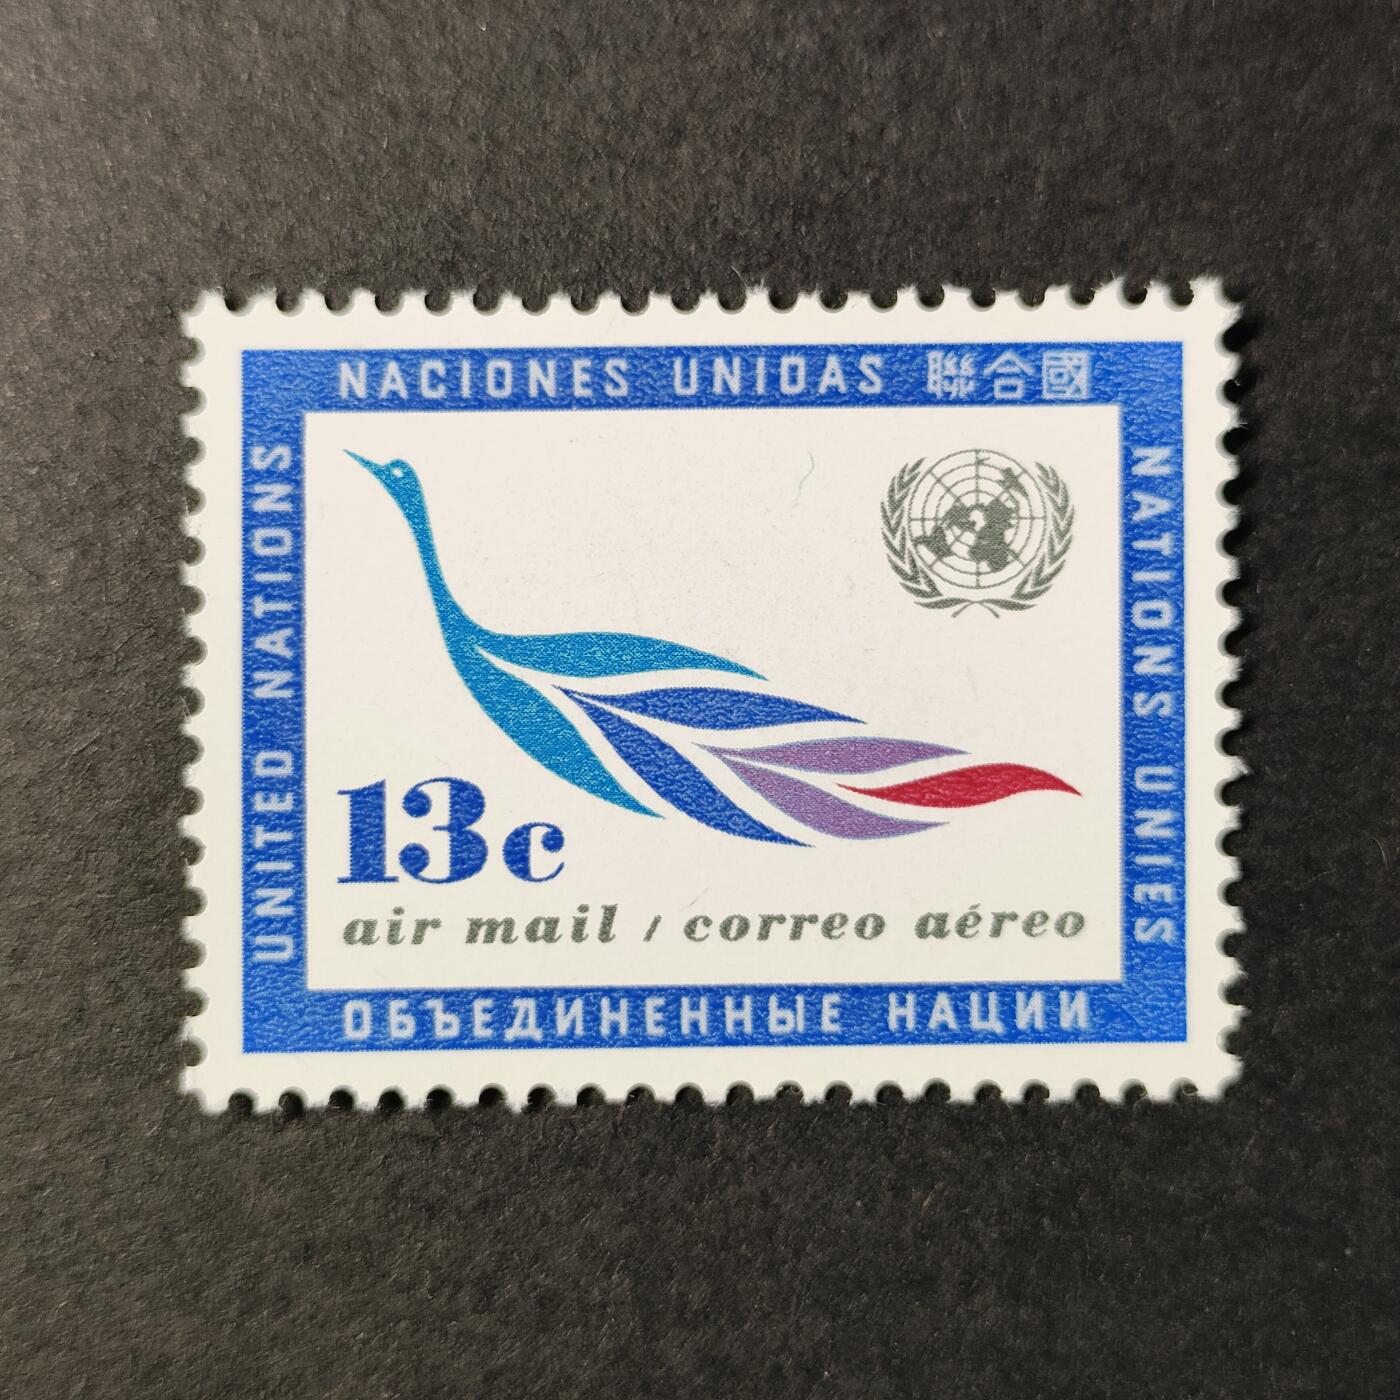 NACIONES UNIDAS 聯合國
UNITED NATIONS
NATIONS UNIES
13c
air mail / correo aéreo
ОБЪЕДИНЕННЫЕ НАЦИИ